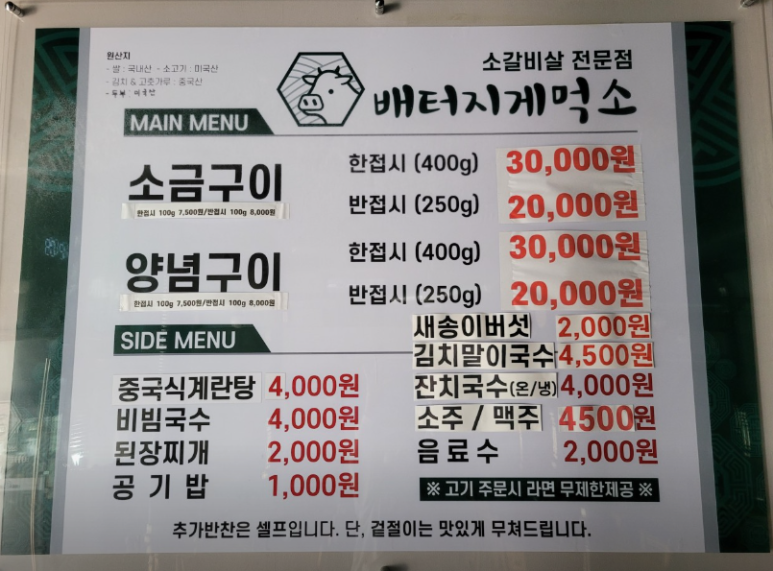 원산지
- 쌀 : 국내산 - 소고기 : 미국산
- 김치 & 고춧가루 : 중국산
- 두부 : 외국산
소갈비살 전문점
배터지게먹소
MAIN MENU
소금구이
한접시 100g 7,500원/반접시 100g 8,000원
한접시 (400g) 30,000원
반접시 (250g) 20,000원
양념구이
한접시 100g 7,500원/반접시 100g 8,000원
한접시 (400g) 30,000원
반접시 (250g) 20,000원
SIDE MENU
중국식계란탕 4,000원
비빔국수 4,000원
된장찌개 2,000원
공기밥 1,000원
새송이버섯 2,000원
김치말이국수 4,500원
잔치국수(온/냉) 4,000원
소주 / 맥주 4500원
음료수 2,000원
※ 고기 주문시 라면 무제한제공 ※
추가반찬은 셀프입니다. 단, 겉절이는 맛있게 무쳐드립니다.